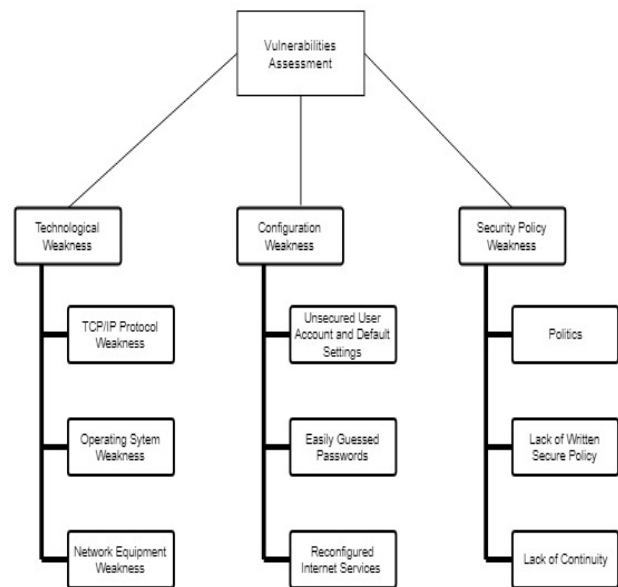 Vulnerabilities
Assessment
Technological
Weakness
Configuration
Weakness
Security Policy
Weakness
TCP/IP Protocol
Weakness
Unsecured User
Account and Default
Settings
Politics
Operating Sytem
Weakness
Easily Guessed
Passwords
Lack of Written
Secure Policy
Network Equipment
Weakness
Reconfigured
Internet Services
Lack of Continuity